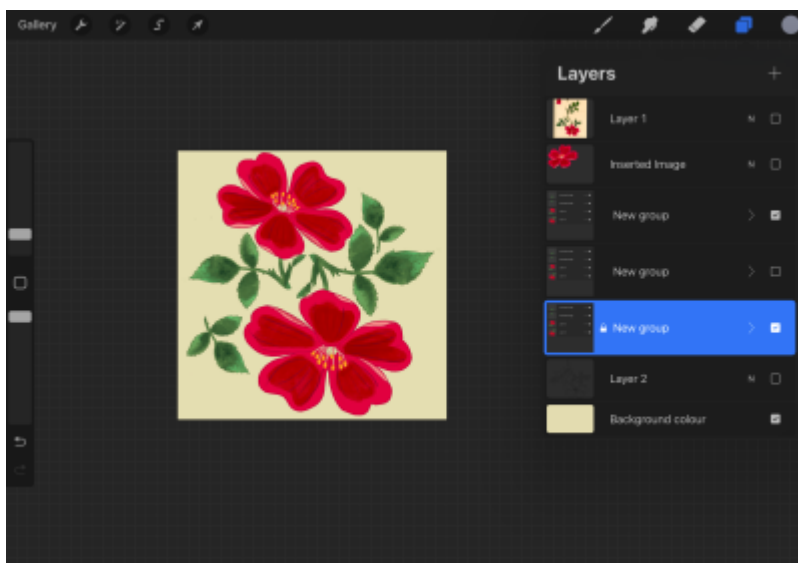 Gallery
Layers
Layer 1 N
Inserted Image N
New group
New group
New group
Layer 2 N
Background colour